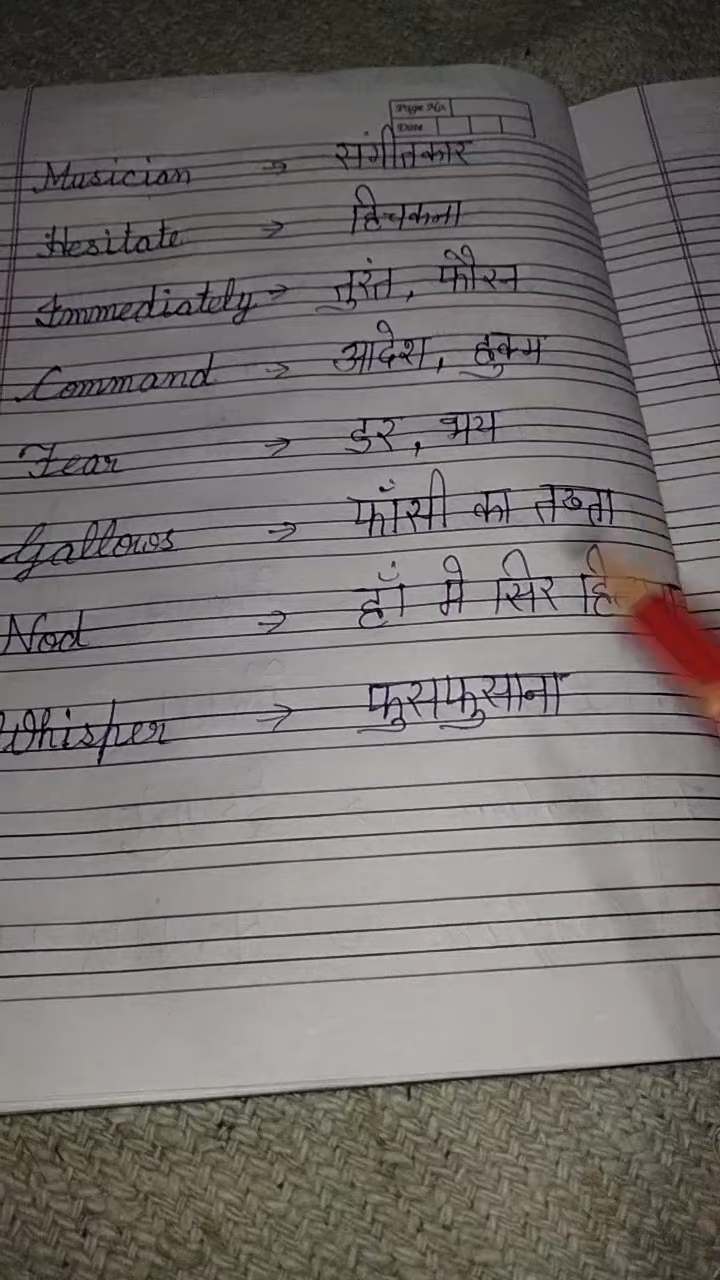 Page No.
Date
Musician → संगीतकार
Hesitate → हिचकना
Immediately → तुरंत, फौरन
Command → आदेश, हुक्म
Fear → डर, भय
Gallows → फाँसी का तख्ता
Nod → हाँ मे सिर
Whisper → फुसफुसाना